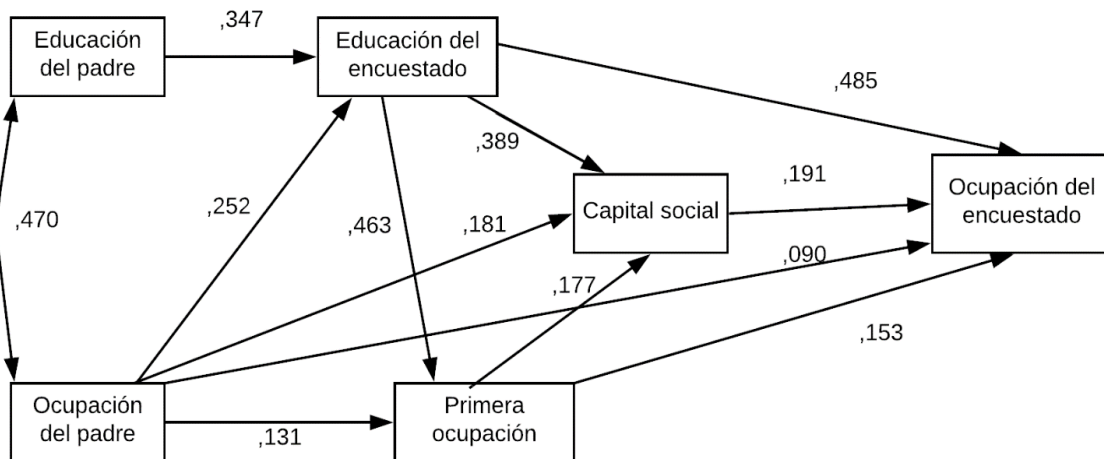 ,347
Educación
del padre
Educación del
encuestado
,485
,389
,191
Ocupación del
encuestado
Capital social
,470
,252
,463
,181
,090
,177
,153
Ocupación
del padre
,131
Primera
ocupación